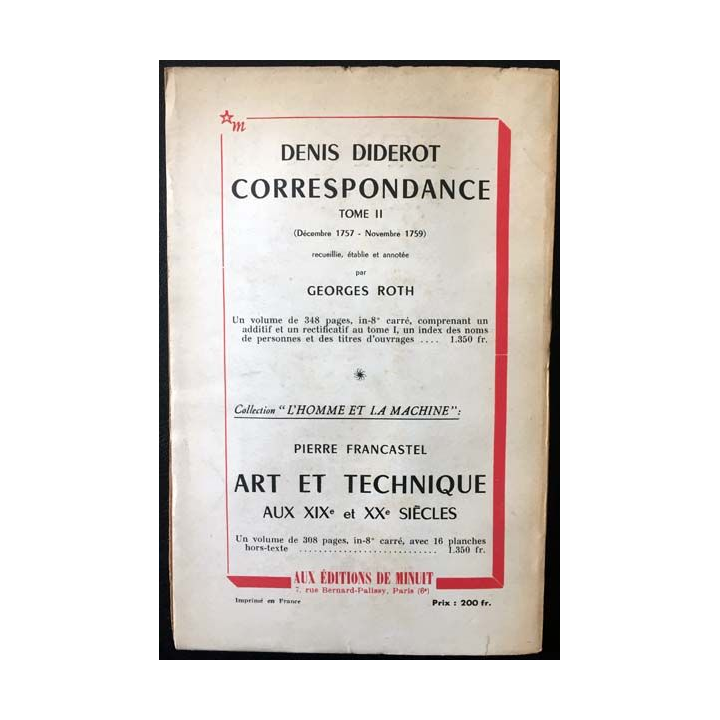 m
DENIS DIDEROT
CORRESPONDANCE
TOME II
(Décembre 1757 - Novembre 1759)
recueillie, établie et annotée
par
GEORGES ROTH
Un volume de 348 pages, in-8° carré, comprenant un
additif et un rectificatif au tome I, un index des noms
de personnes et des titres d'ouvrages .... 1.350 fr.
Collection "L'HOMME ET LA MACHINE":
PIERRE FRANCASTEL
ART ET TECHNIQUE
AUX XIXe et XXe SIÈCLES
Un volume de 308 pages, in-8° carré, avec 16 planches
hors-texte .......................... 1.350 fr.
AUX ÉDITIONS DE MINUIT
7, rue Bernard-Palissy, Paris (6e)
Imprimé en France
Prix : 200 fr.